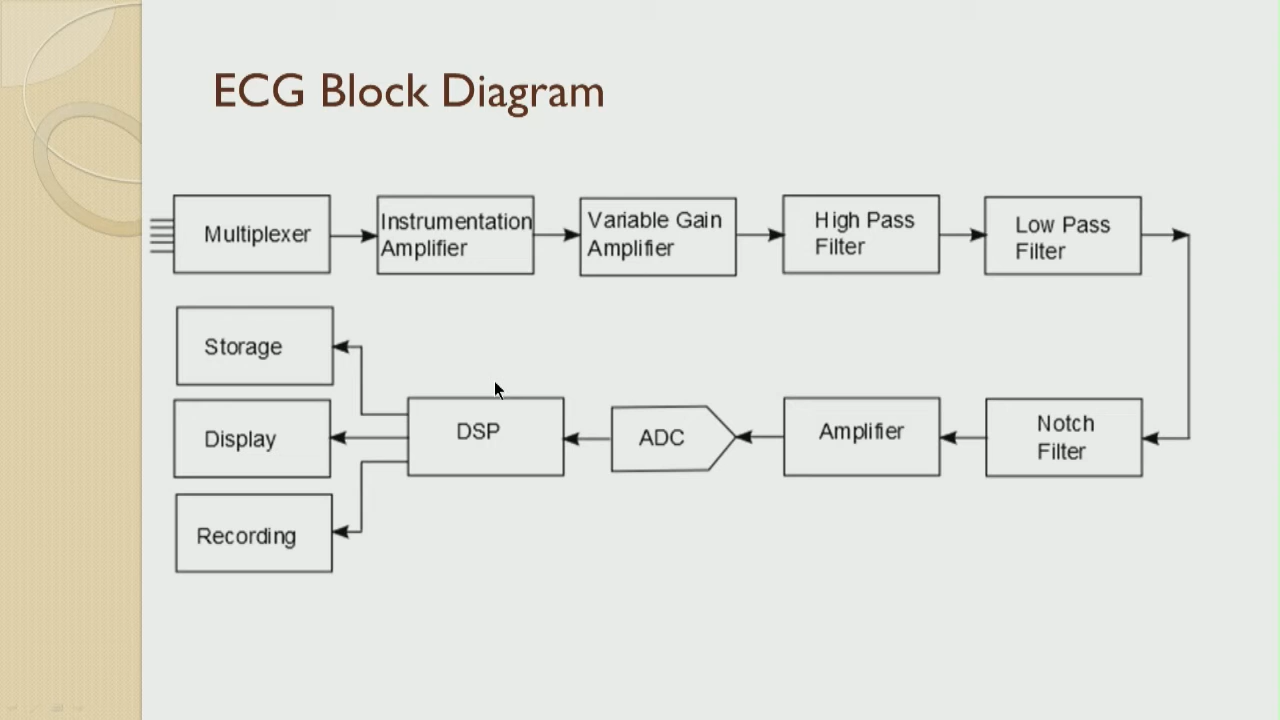 ECG Block Diagram
Multiplexer
Instrumentation
Amplifier
Variable Gain
Amplifier
High Pass
Filter
Low Pass
Filter
Storage
Display
Recording
DSP
ADC
Amplifier
Notch
Filter